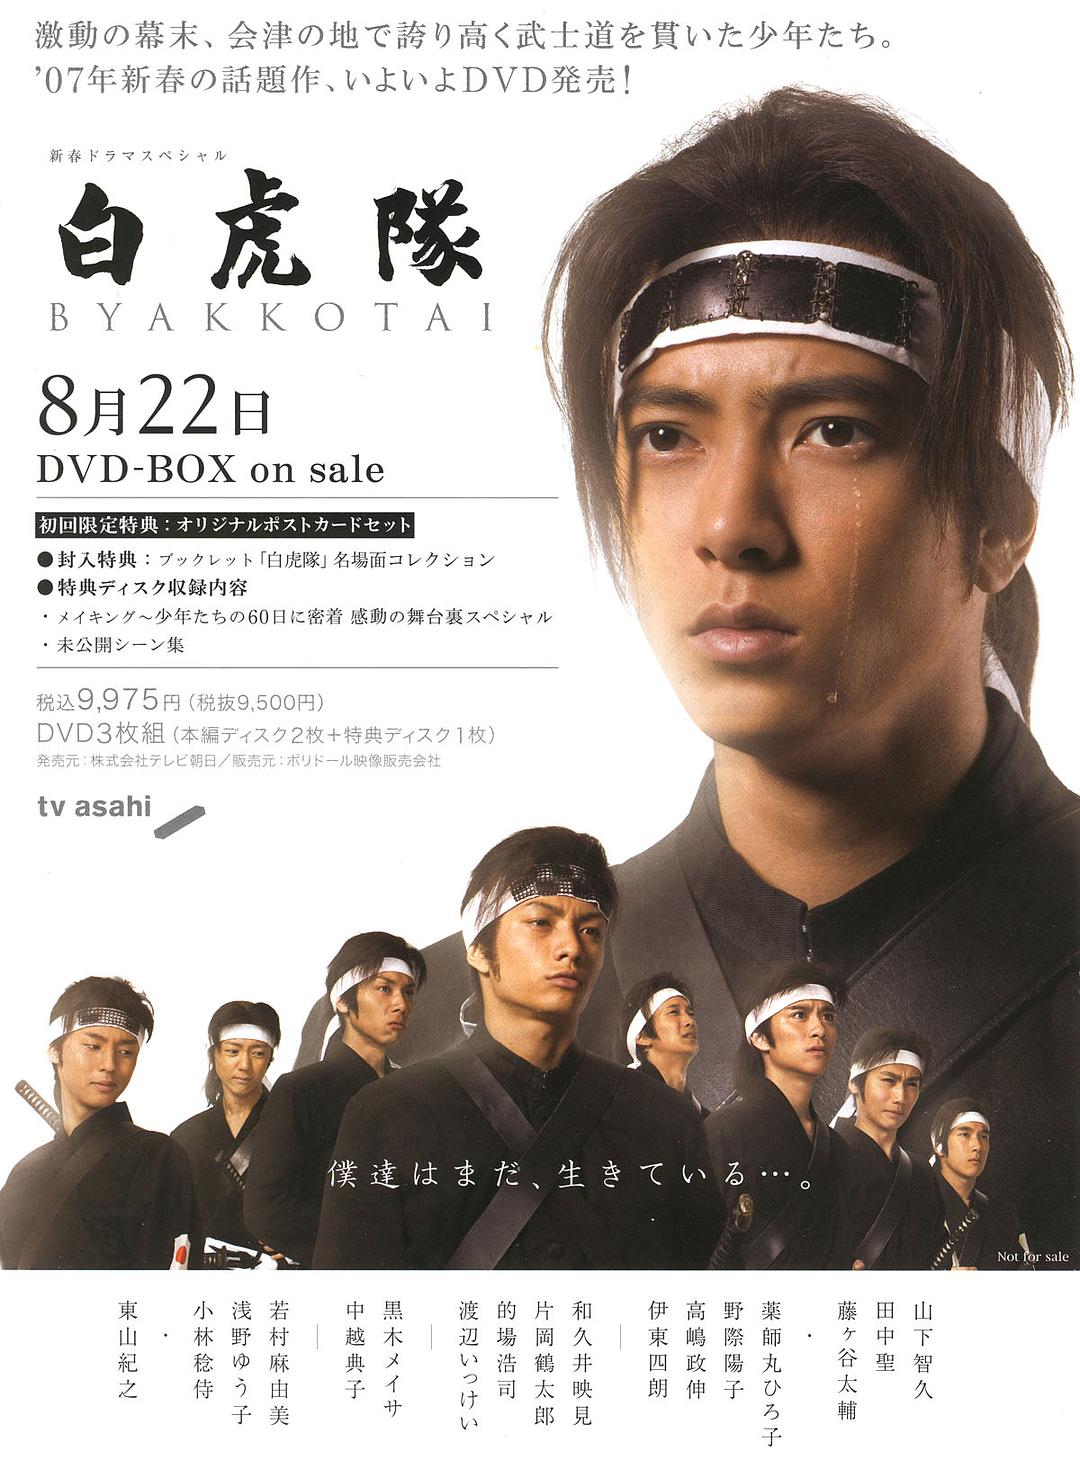 激動の幕末、会津の地で誇り高く武士道を貫いた少年たち。
’07年新春の話題作、いよいよDVD発売！
新春ドラマスペシャル
白虎隊
BYAKKOTAI
8月22日
DVD-BOX on sale
初回限定特典：オリジナルポストカードセット
●封入特典：ブックレット「白虎隊」名場面コレクション
●特典ディスク収録内容
・メイキング～少年たちの60日に密着 感動の舞台裏スペシャル
・未公開シーン集
税込9,975円（税抜9,500円）
DVD3枚組（本編ディスク2枚＋特典ディスク1枚）
発売元：株式会社テレビ朝日／販売元：ポリドール映像販売会社
tv asahi
僕達はまだ、生きている…。
Not for sale
山下智久
田中聖
藤ヶ谷太輔
・
薬師丸ひろ子
野際陽子
高嶋政伸
伊東四朗
和久井映見
片岡鶴太郎
的場浩司
渡辺いっけい
黒木メイサ
中越典子
若村麻由美
浅野ゆう子
小林稔侍
・
東山紀之